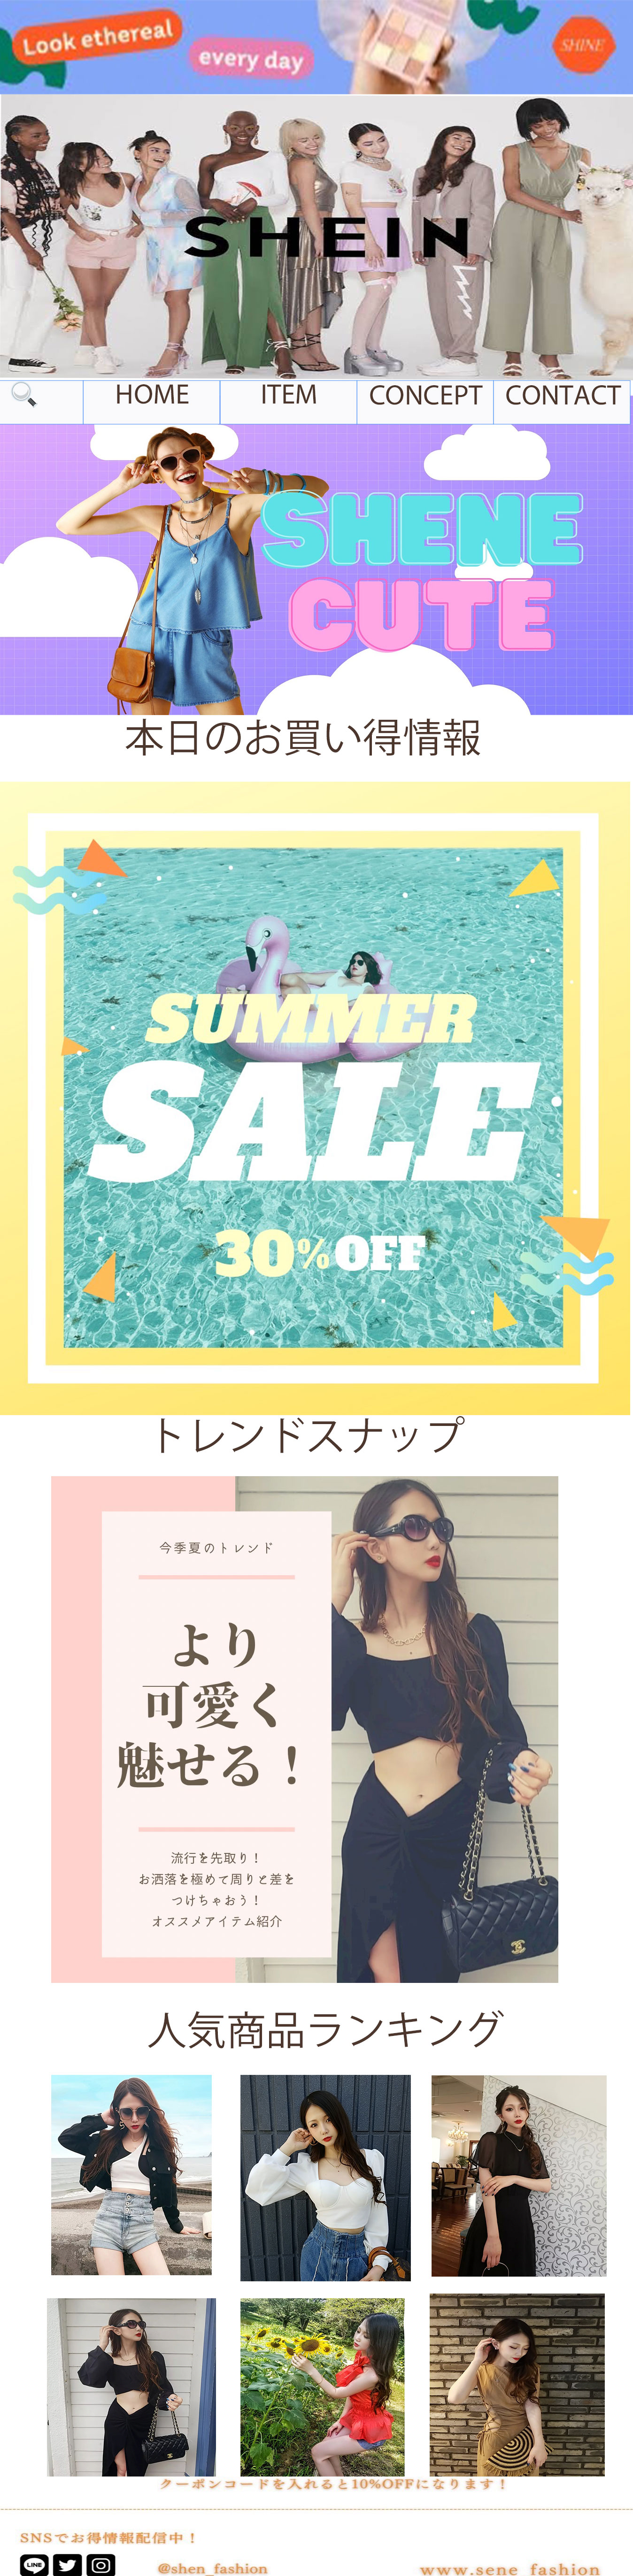 Look ethereal
every day
SHINE
SHEIN
HOME ITEM CONCEPT CONTACT
SHENE
CUTE
本日のお買い得情報
SUMMER
SALE
30%OFF
トレンドスナップ
今季夏のトレンド
より
可愛く
魅せる！
流行を先取り！
お洒落を極めて周りと差を
つけちゃおう！
オススメアイテム紹介
人気商品ランキング
クーポンコードを入れると10%OFFになります！
SNSでお得情報配信中！
LINE
@shen_fashion
www.sene_fashion